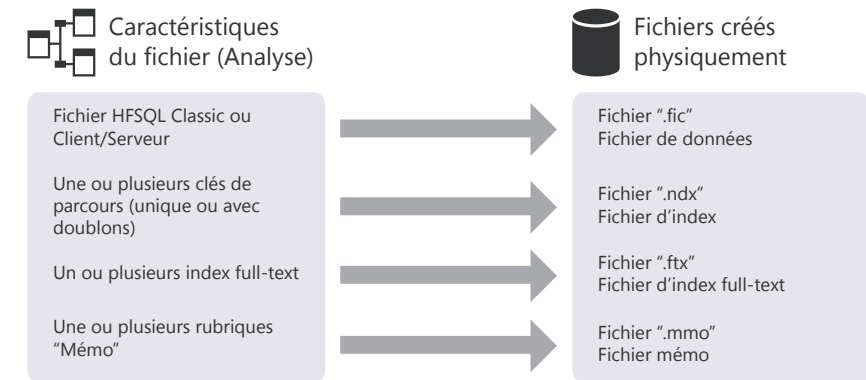 Caractéristiques
du fichier (Analyse)
Fichiers créés
physiquement
Fichier HFSQL Classic ou
Client/Serveur
Fichier ".fic"
Fichier de données
Une ou plusieurs clés de
parcours (unique ou avec
doublons)
Fichier ".ndx"
Fichier d'index
Un ou plusieurs index full-text
Fichier ".ftx"
Fichier d'index full-text
Une ou plusieurs rubriques
"Mémo"
Fichier ".mmo"
Fichier mémo